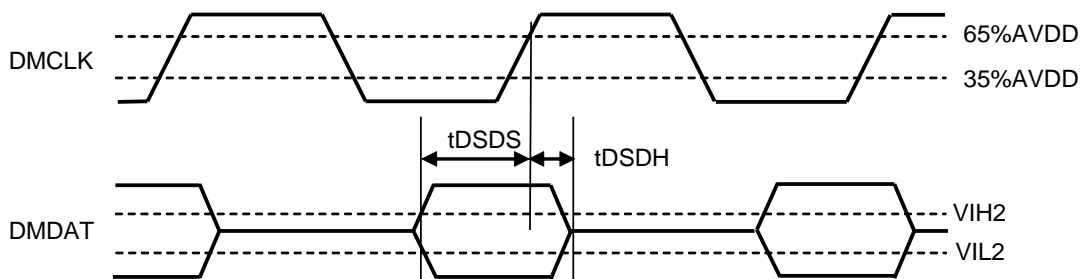 65%AVDD
DMCLK
35%AVDD
tDSDS
tDSDH
VIH2
DMDAT
VIL2